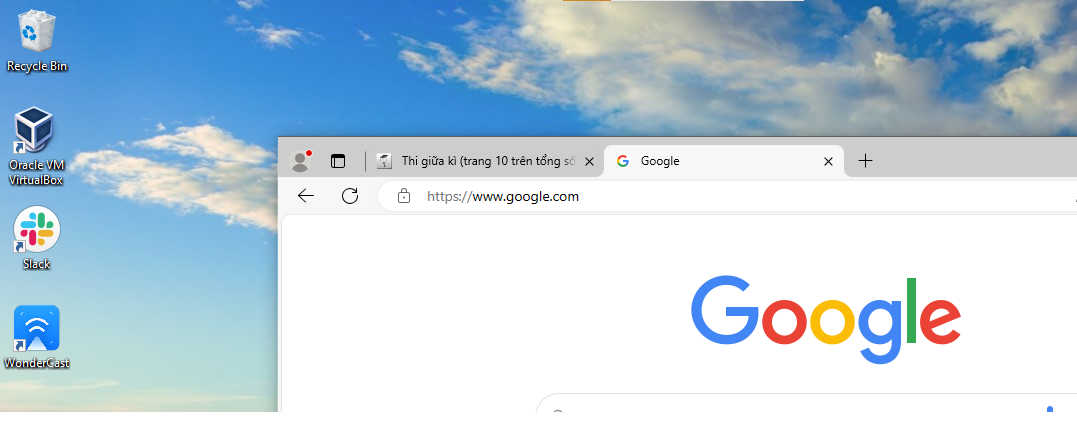 Recycle Bin
Oracle VM
VirtualBox
Slack
WonderCast
Thi giữa kì (trang 10 trên tổng số
Google
https://www.google.com
Google